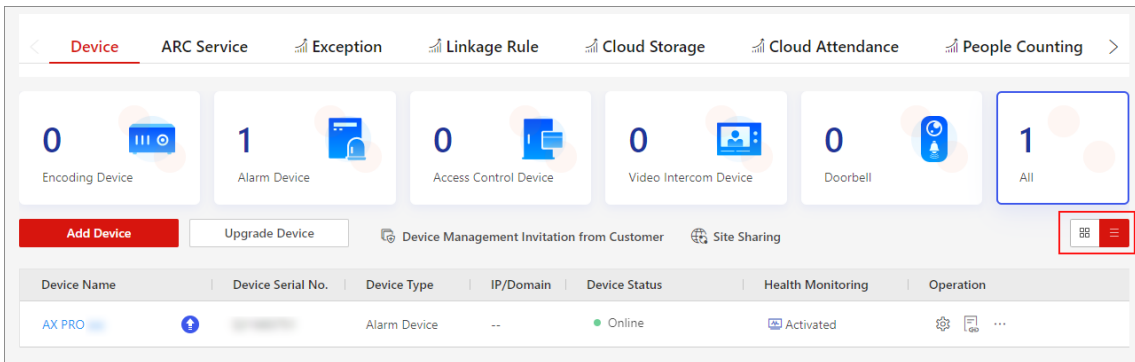 Device ARC Service Exception Linkage Rule Cloud Storage Cloud Attendance People Counting
0 1 0 0 0 1
Encoding Device Alarm Device Access Control Device Video Intercom Device Doorbell All
Add Device Upgrade Device Device Management Invitation from Customer Site Sharing
Device Name Device Serial No. Device Type IP/Domain Device Status Health Monitoring Operation
AX PRO Alarm Device -- Online Activated ...